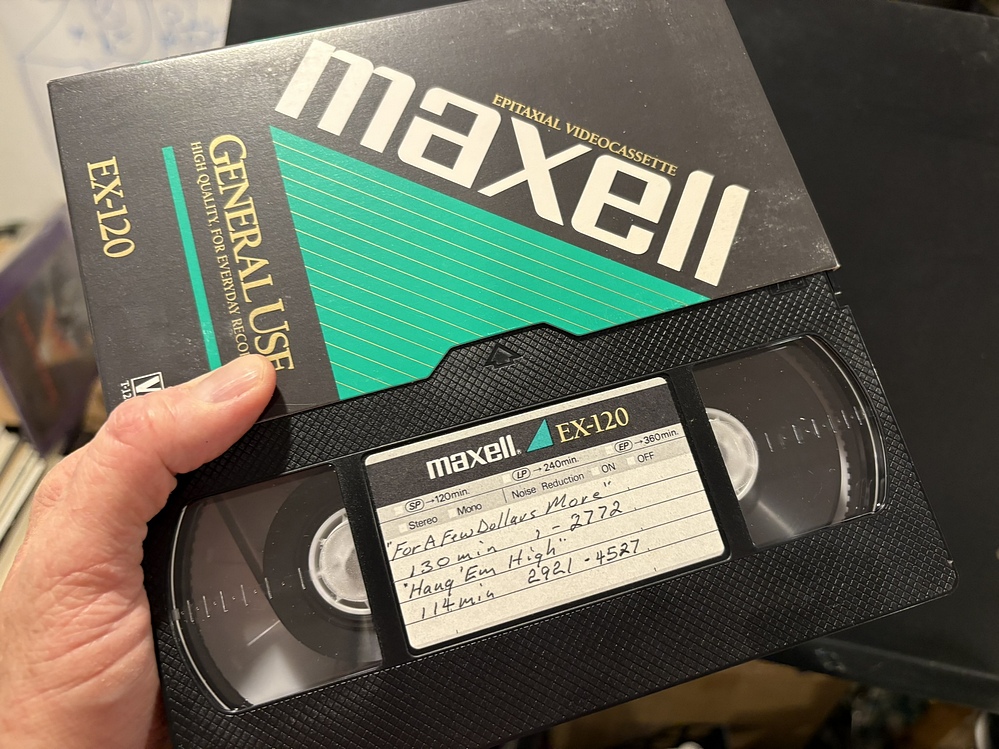 maxell
EPITAXIAL VIDEOCASSETTE
GENERAL USE
HIGH QUALITY, FOR EVERYDAY
EX-120
maxell EX-120
SP→120min. LP→240min. EP→360min.
Stereo Mono Noise Reduction ON OFF
"For A Few Dollars More"
130 min 1-2772
"Hang 'Em High"
114 min 2921-4527